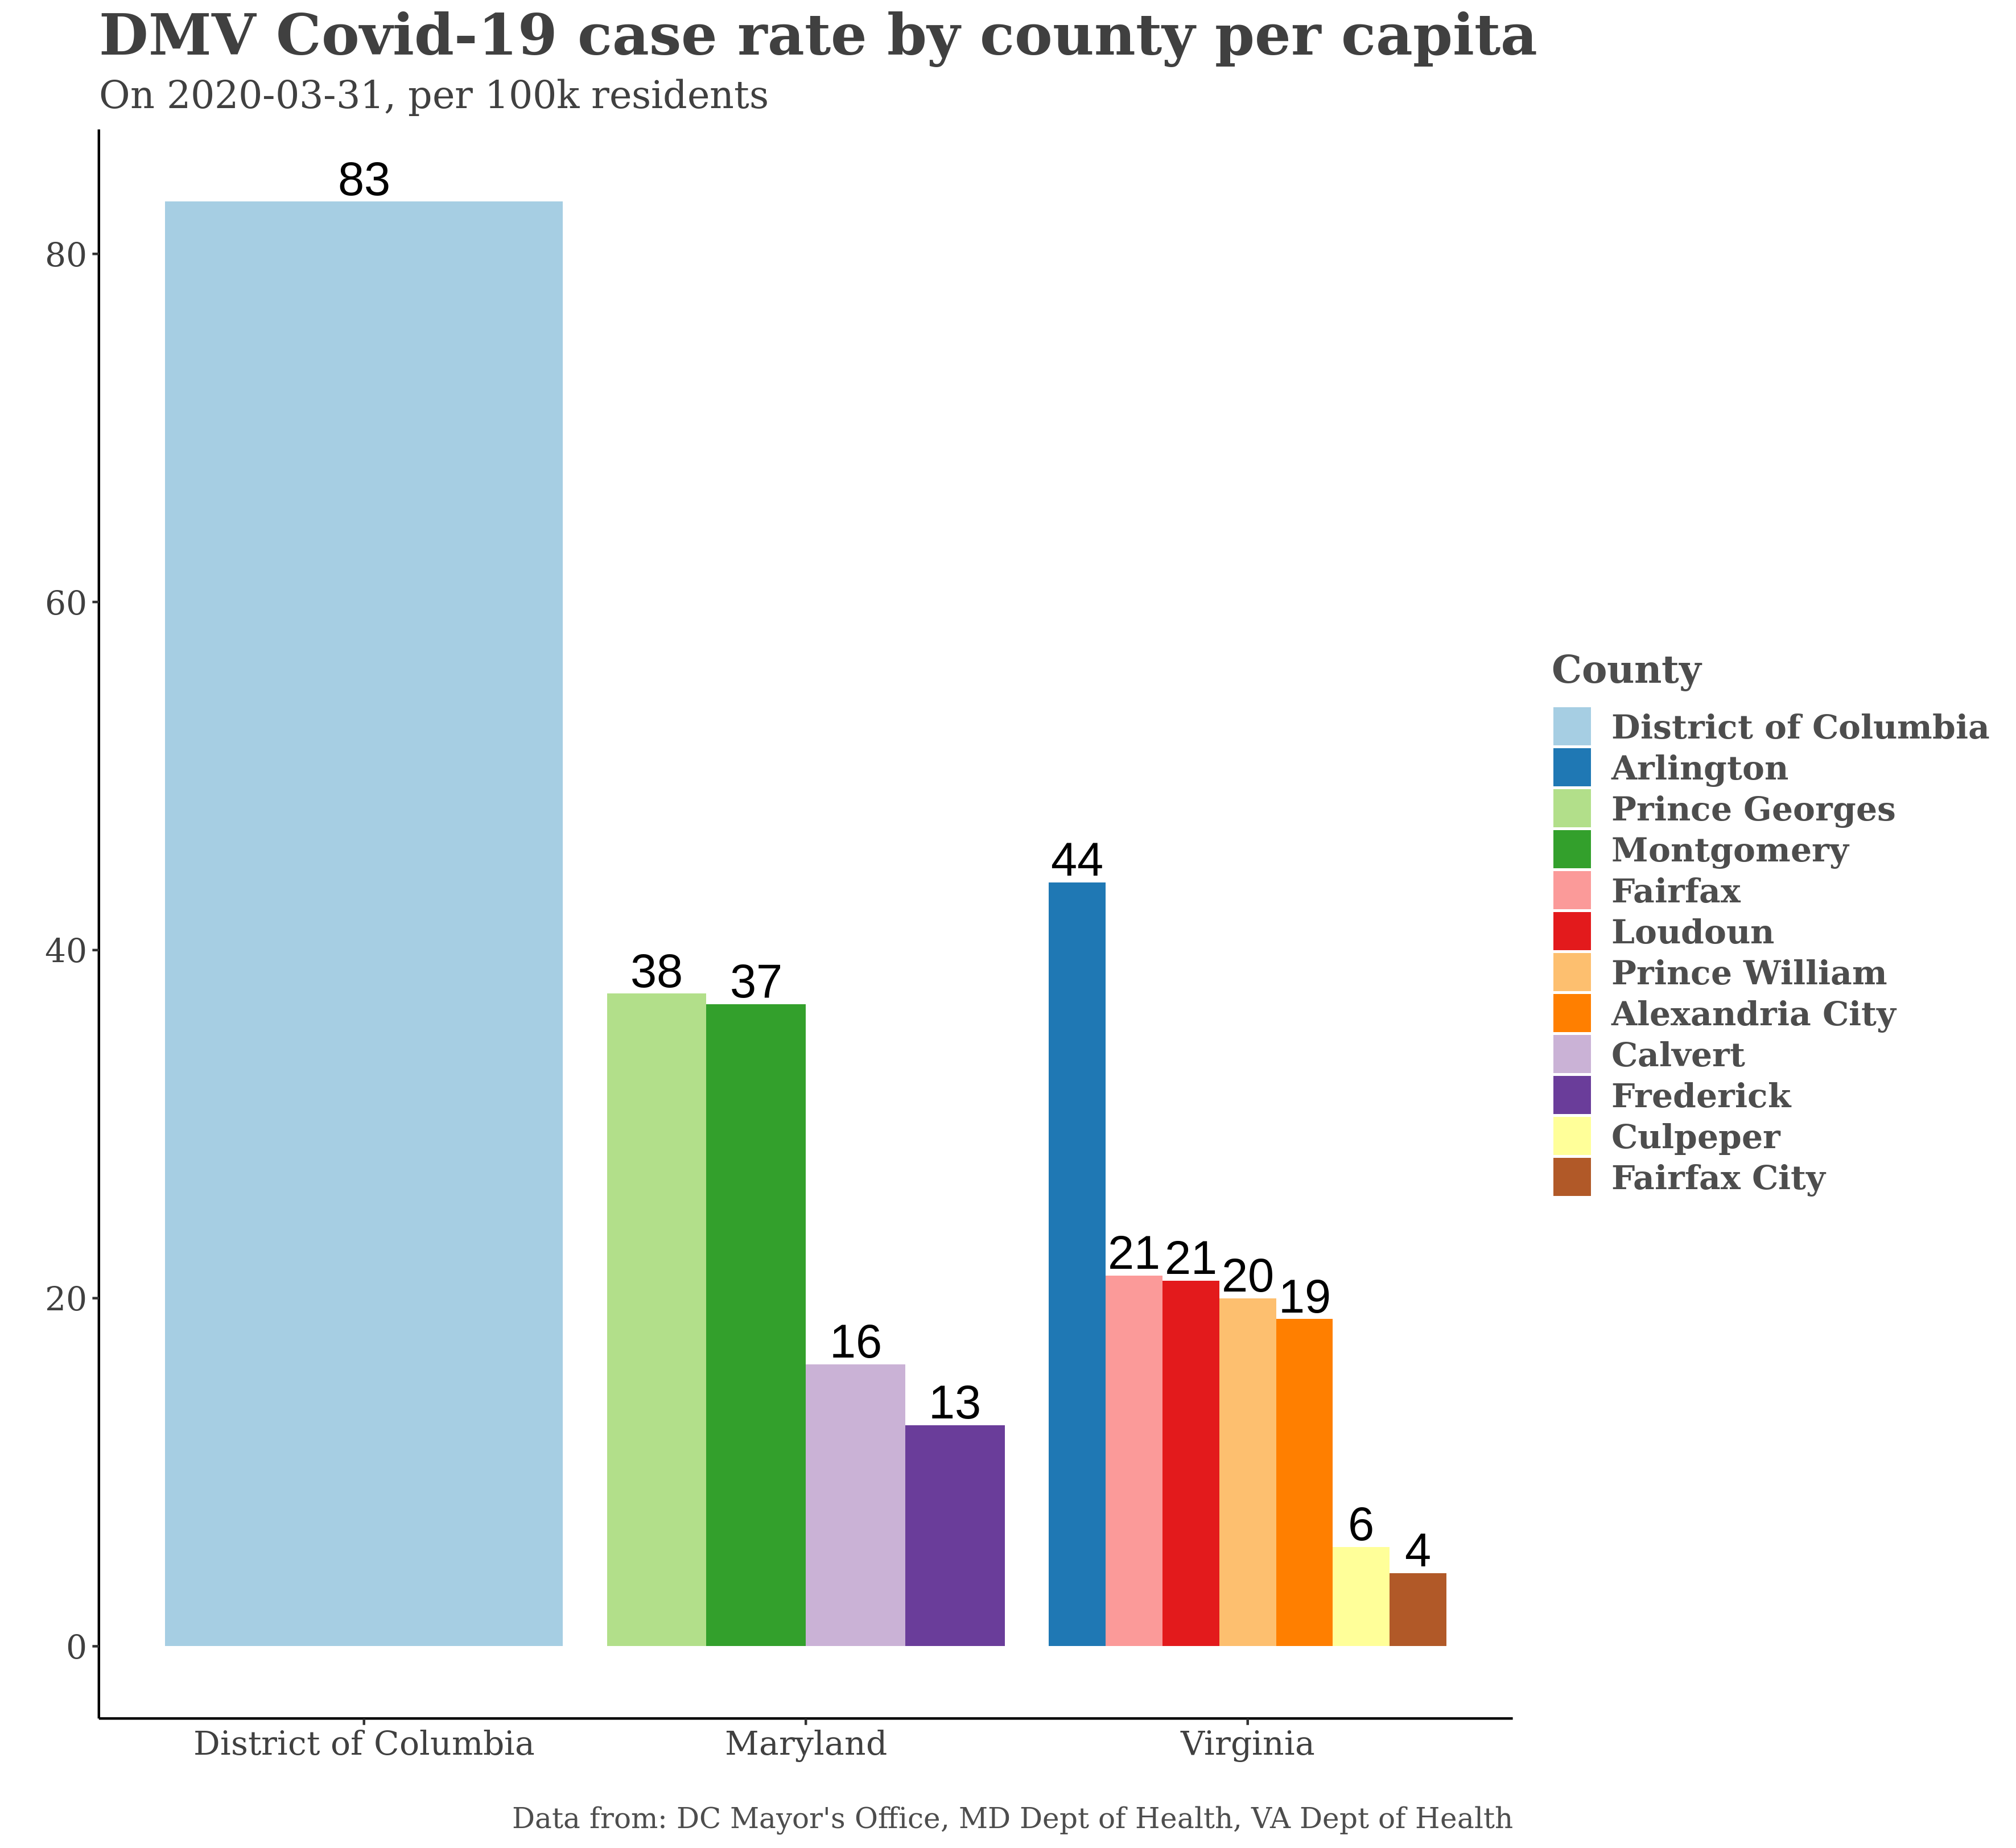 DMV Covid-19 case rate by county per capita
On 2020-03-31, per 100k residents
83
80
60
44
40
38
37
21
21
20
19
20
16
13
6
4
0
County
District of Columbia
Arlington
Prince Georges
Montgomery
Fairfax
Loudoun
Prince William
Alexandria City
Calvert
Frederick
Culpeper
Fairfax City
District of Columbia
Maryland
Virginia
Data from: DC Mayor's Office, MD Dept of Health, VA Dept of Health